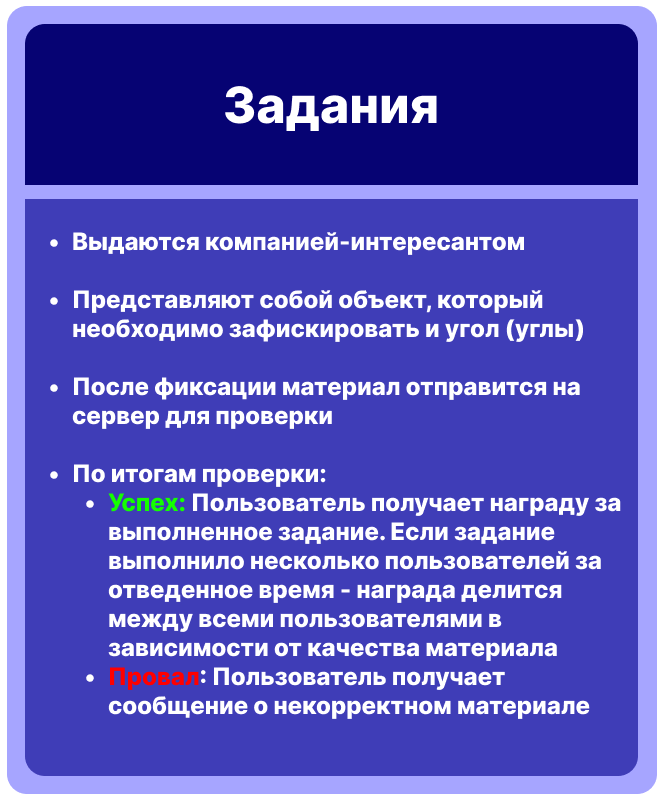 Задания
• Выдаются компанией-интересантом
• Представляют собой объект, который
необходимо зафискировать и угол (углы)
• После фиксации материал отправится на
сервер для проверки
• По итогам проверки:
• Успех: Пользователь получает награду за
выполненное задание. Если задание
выполнило несколько пользователей за
отведенное время - награда делится
между всеми пользователями в
зависимости от качества материала
• Провал: Пользователь получает
сообщение о некорректном материале